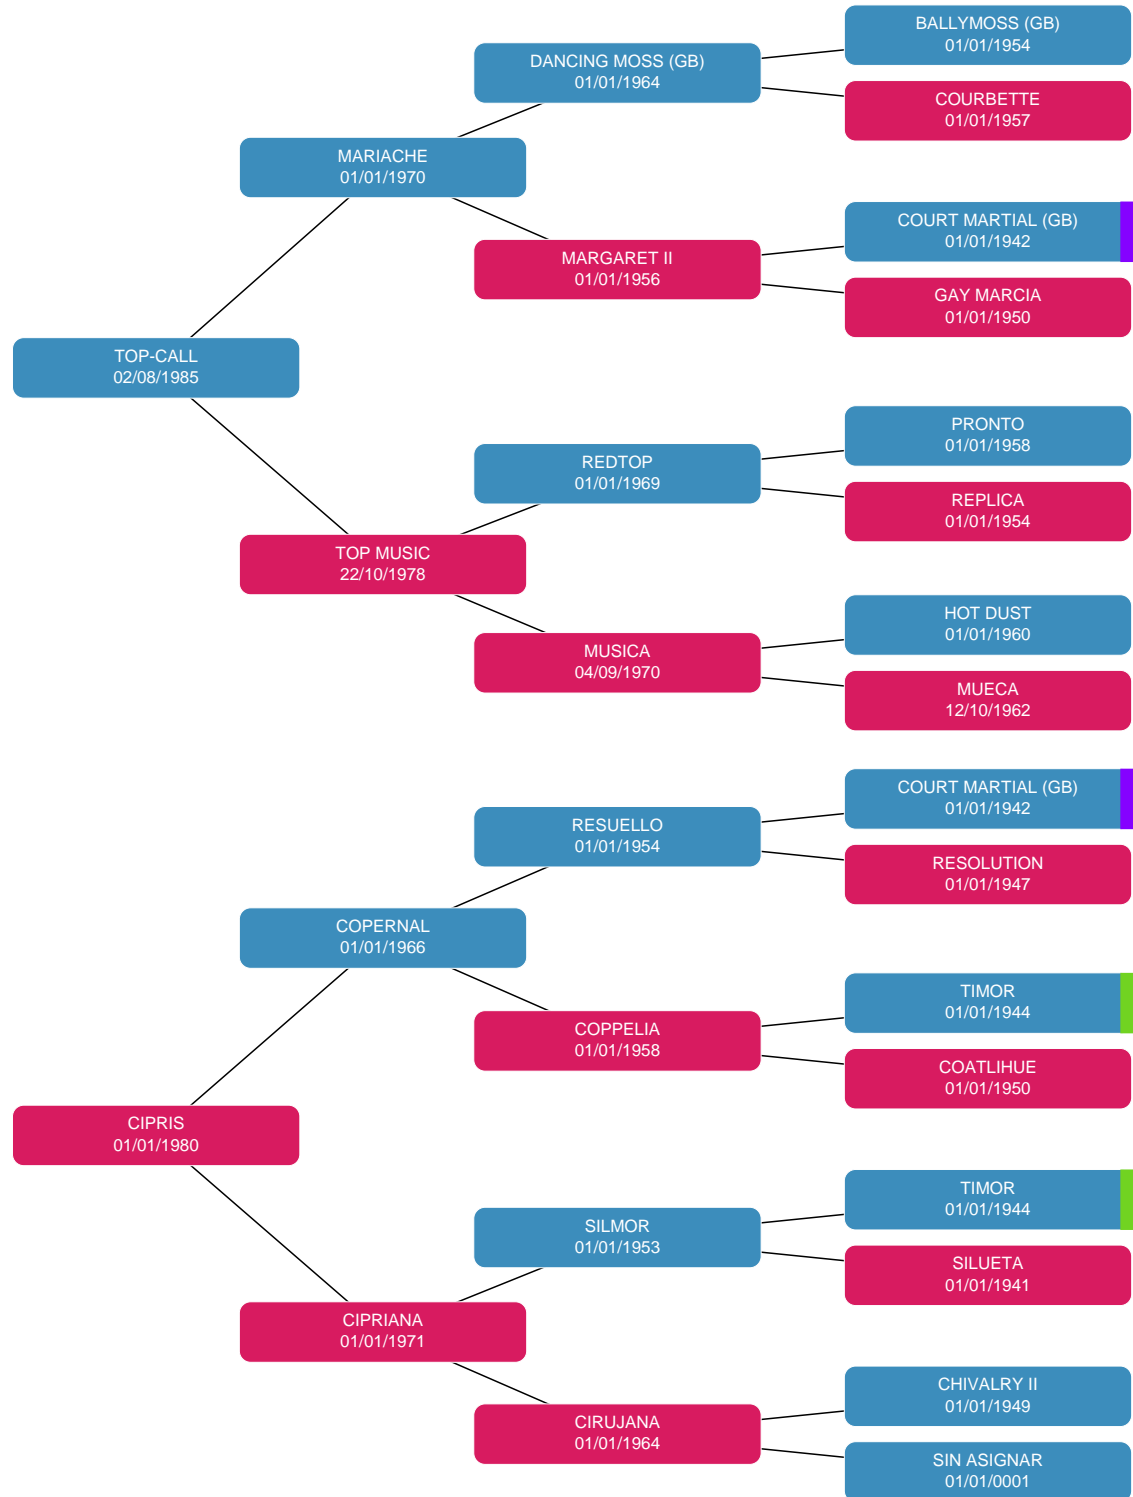 BALLYMOSS (GB)
01/01/1954
DANCING MOSS (GB)
01/01/1964
COURBETTE
01/01/1957
MARIACHE
01/01/1970
COURT MARTIAL (GB)
01/01/1942
MARGARET II
01/01/1956
GAY MARCIA
01/01/1950
TOP-CALL
02/08/1985
PRONTO
01/01/1958
REDTOP
01/01/1969
REPLICA
01/01/1954
TOP MUSIC
22/10/1978
HOT DUST
01/01/1960
MUSICA
04/09/1970
MUECA
12/10/1962
COURT MARTIAL (GB)
01/01/1942
RESUELLO
01/01/1954
RESOLUTION
01/01/1947
COPERNAL
01/01/1966
TIMOR
01/01/1944
COPPELIA
01/01/1958
COATLIHUE
01/01/1950
CIPRIS
01/01/1980
TIMOR
01/01/1944
SILMOR
01/01/1953
SILUETA
01/01/1941
CIPRIANA
01/01/1971
CHIVALRY II
01/01/1949
CIRUJANA
01/01/1964
SIN ASIGNAR
01/01/0001